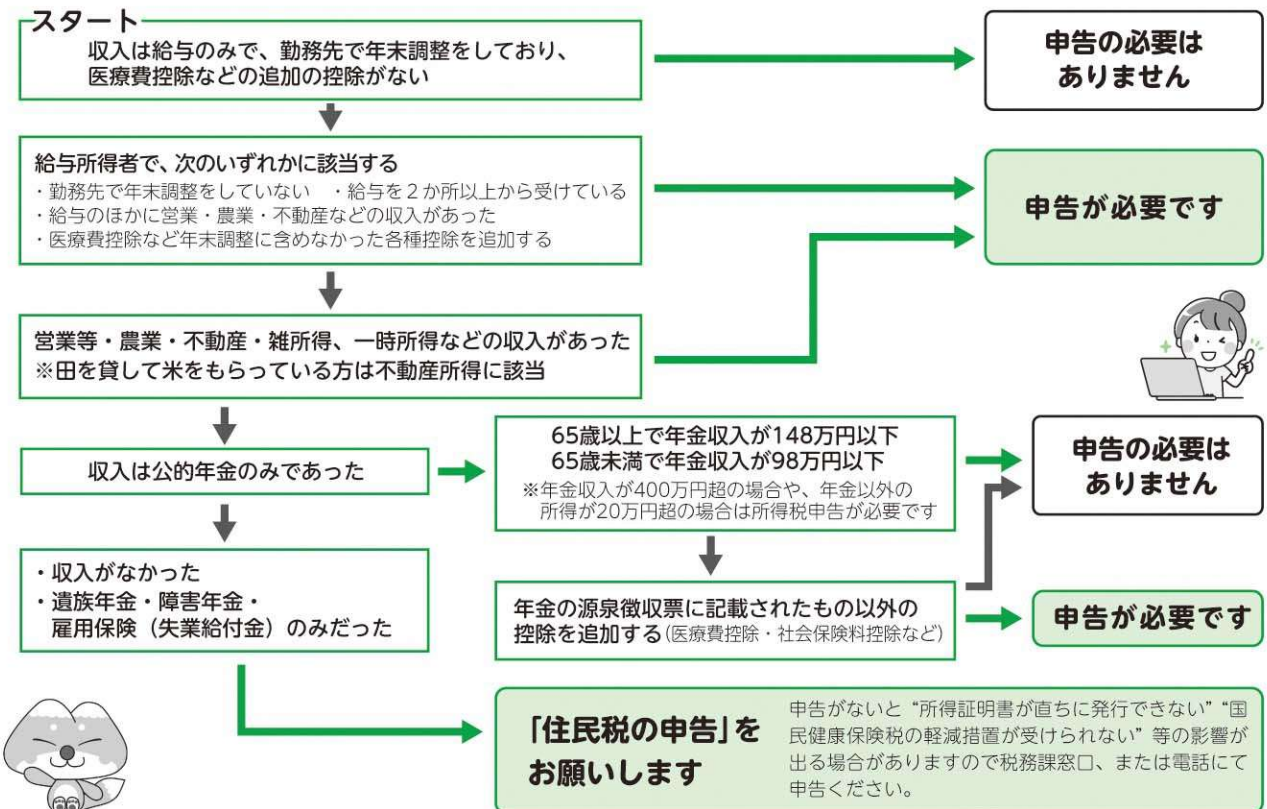 スタート
収入は給与のみで、勤務先で年末調整をしており、
医療費控除などの追加の控除がない
申告の必要は
ありません
給与所得者で、次のいずれかに該当する
・勤務先で年末調整をしていない　・給与を２か所以上から受けている
・給与のほかに営業・農業・不動産などの収入があった
・医療費控除など年末調整に含めなかった各種控除を追加する
申告が必要です
営業等・農業・不動産・雑所得、一時所得などの収入があった
※田を貸して米をもらっている方は不動産所得に該当
収入は公的年金のみであった
65歳以上で年金収入が148万円以下
65歳未満で年金収入が98万円以下
※年金収入が400万円超の場合や、年金以外の
所得が20万円超の場合は所得税申告が必要です
申告の必要は
ありません
・収入がなかった
・遺族年金・障害年金・
雇用保険（失業給付金）のみだった
年金の源泉徴収票に記載されたもの以外の
控除を追加する（医療費控除・社会保険料控除など）
申告が必要です
「住民税の申告」を
お願いします
申告がないと“所得証明書が直ちに発行できない”“国
民健康保険税の軽減措置が受けられない”等の影響が
出る場合がありますので税務課窓口、または電話にて
申告ください。